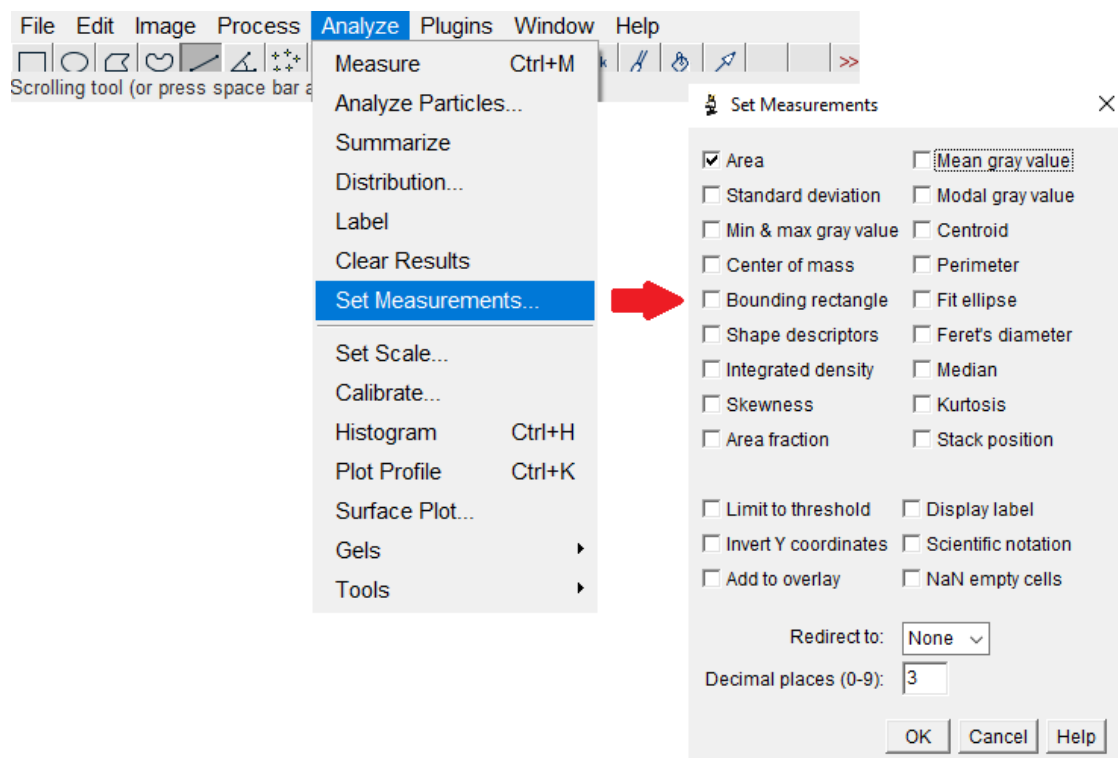 File Edit Image Process Analyze Plugins Window Help
k >>
Scrolling tool (or press space bar a
Measure Ctrl+M
Analyze Particles...
Summarize
Distribution...
Label
Clear Results
Set Measurements...
Set Scale...
Calibrate...
Histogram Ctrl+H
Plot Profile Ctrl+K
Surface Plot...
Gels
Tools
Set Measurements
Area Mean gray value
Standard deviation Modal gray value
Min & max gray value Centroid
Center of mass Perimeter
Bounding rectangle Fit ellipse
Shape descriptors Feret's diameter
Integrated density Median
Skewness Kurtosis
Area fraction Stack position
Limit to threshold Display label
Invert Y coordinates Scientific notation
Add to overlay NaN empty cells
Redirect to: None
Decimal places (0-9): 3
OK Cancel Help